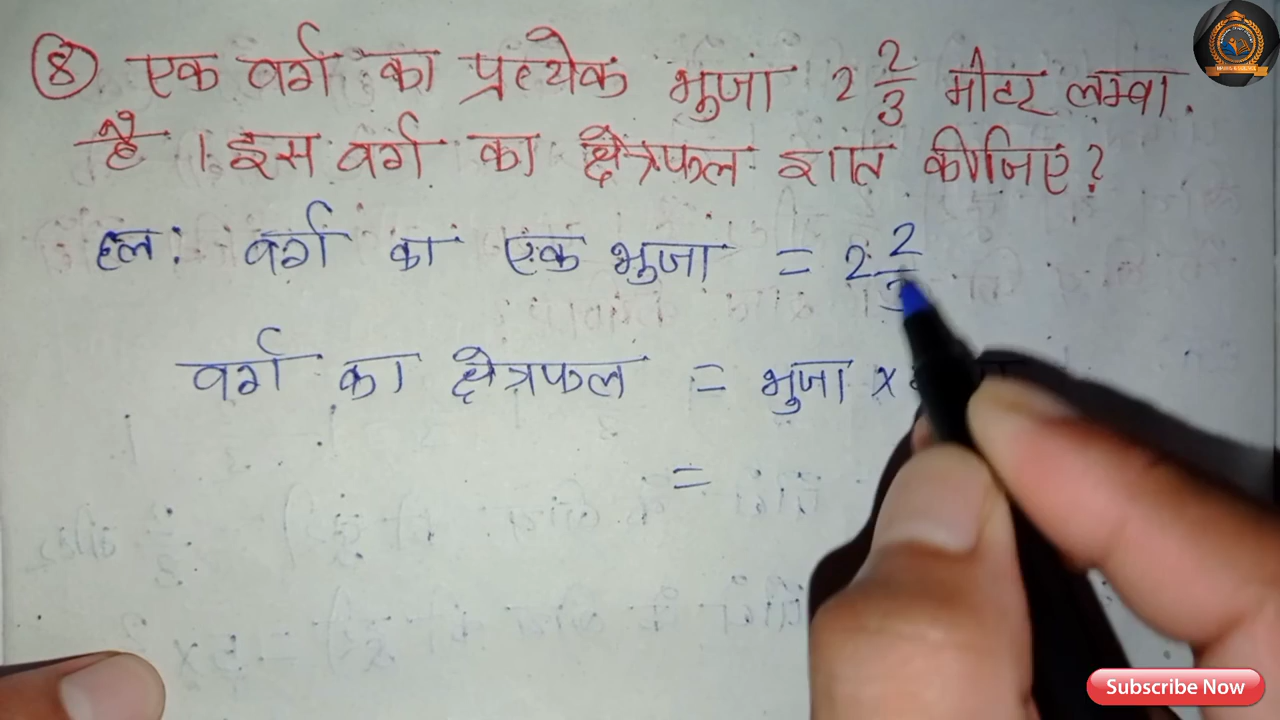 ४ एक वर्ग का प्रत्येक भुजा 2 2/3 मीटर लम्बा
है। इस वर्ग का क्षेत्रफल ज्ञात कीजिए?
हल: वर्ग का एक भुजा = 2 2/3
वर्ग का क्षेत्रफल = भुजा ×
=
Subscribe Now